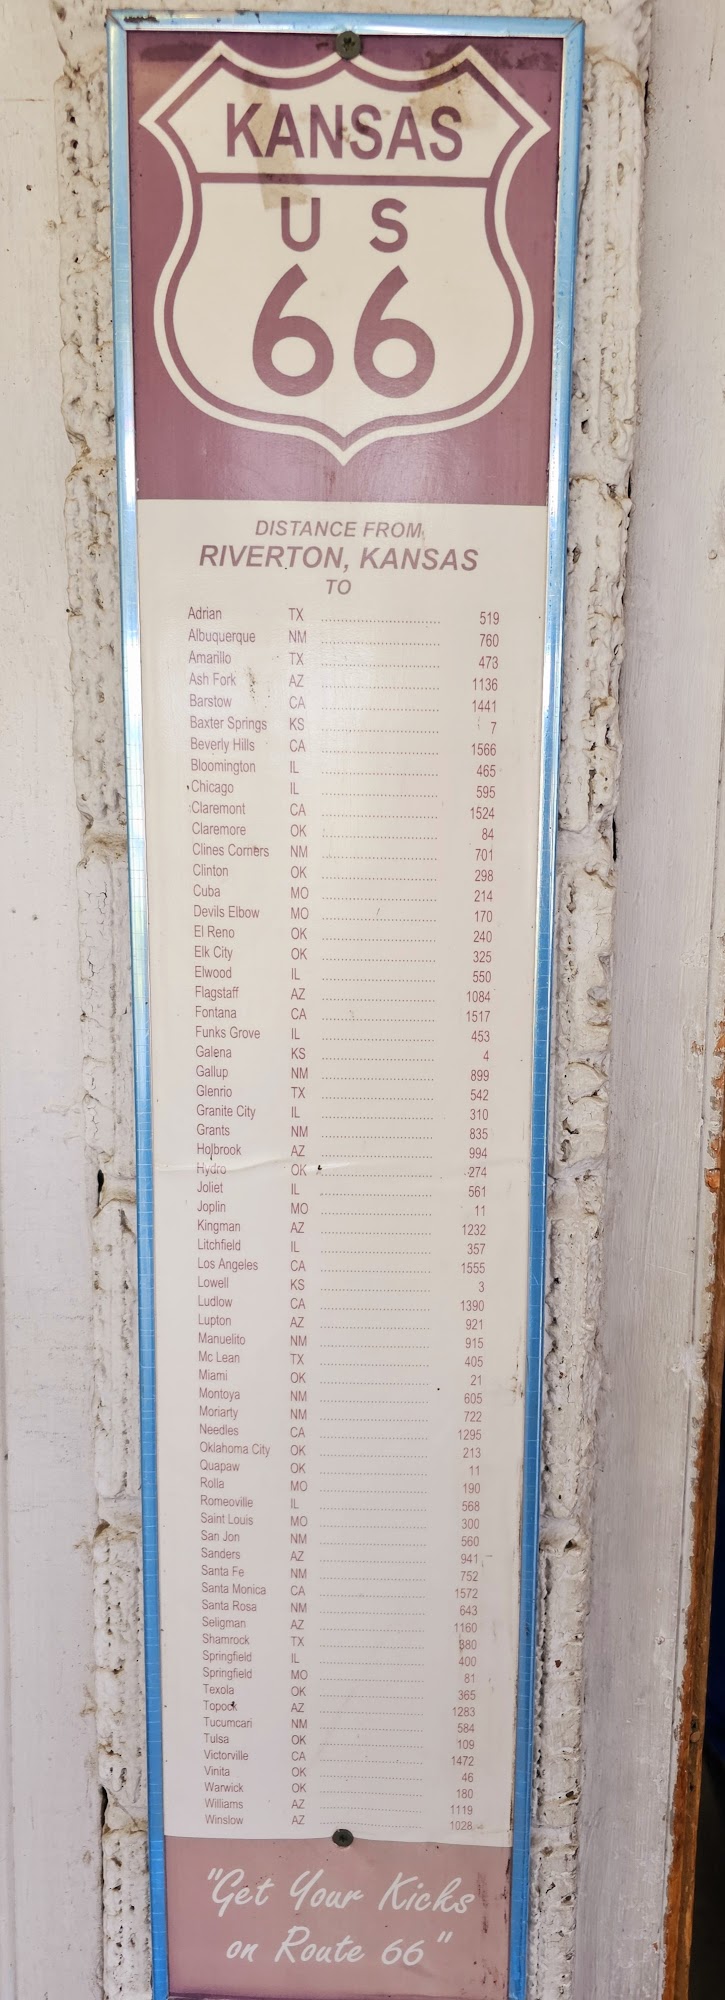 KANSAS
U S
66
DISTANCE FROM
RIVERTON, KANSAS
TO
Adrian TX ........................ 519
Albuquerque NM ........................ 760
Amarillo TX ........................ 473
Ash Fork AZ ........................ 1136
Barstow CA ........................ 1441
Baxter Springs KS ........................ 7
Beverly Hills CA ........................ 1566
Bloomington IL ........................ 465
Chicago IL ........................ 595
Claremont CA ........................ 1524
Claremore OK ........................ 84
Clines Corners NM ........................ 701
Clinton OK ........................ 298
Cuba MO ........................ 214
Devils Elbow MO ........................ 170
El Reno OK ........................ 240
Elk City OK ........................ 325
Elwood IL ........................ 550
Flagstaff AZ ........................ 1084
Fontana CA ........................ 1517
Funks Grove IL ........................ 453
Galena KS ........................ 4
Gallup NM ........................ 899
Glenrio TX ........................ 542
Granite City IL ........................ 310
Grants NM ........................ 835
Holbrook AZ ........................ 994
Hydro OK ........................ 274
Joliet IL ........................ 561
Joplin MO ........................ 11
Kingman AZ ........................ 1232
Litchfield IL ........................ 357
Los Angeles CA ........................ 1555
Lowell KS ........................ 3
Ludlow CA ........................ 1390
Lupton AZ ........................ 921
Manuelito NM ........................ 915
Mc Lean TX ........................ 405
Miami OK ........................ 21
Montoya NM ........................ 605
Moriarty NM ........................ 722
Needles CA ........................ 1295
Oklahoma City OK ........................ 213
Quapaw OK ........................ 11
Rolla MO ........................ 190
Romeoville IL ........................ 568
Saint Louis MO ........................ 300
San Jon NM ........................ 560
Sanders AZ ........................ 941
Santa Fe NM ........................ 752
Santa Monica CA ........................ 1572
Santa Rosa NM ........................ 643
Seligman AZ ........................ 1160
Shamrock TX ........................ 380
Springfield IL ........................ 400
Springfield MO ........................ 81
Texola OK ........................ 365
Topock AZ ........................ 1283
Tucumcari NM ........................ 584
Tulsa OK ........................ 109
Victorville CA ........................ 1472
Vinita OK ........................ 46
Warwick OK ........................ 180
Williams AZ ........................ 1119
Winslow AZ ........................ 1028
"Get Your Kicks
on Route 66"